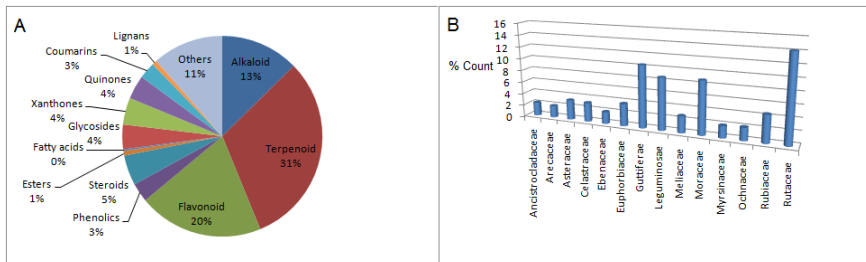 A
Lignans
1%
Coumarins
3%
Quinones
4%
Xanthones
4%
Glycosides
4%
Fatty acids
0%
Esters
1%
Steroids
5%
Phenolics
3%
Flavonoid
20%
Terpenoid
31%
Alkaloid
13%
Others
11%
B
% Count
16
14
12
10
8
6
4
2
0
Ancistrocladaceae
Arecaceae
Asteraceae
Celastraceae
Ebenaceae
Euphorbiaceae
Guttiferae
Leguminosae
Meliaceae
Moraceae
Myrsinaceae
Ochnaceae
Rubiaceae
Rutaceae